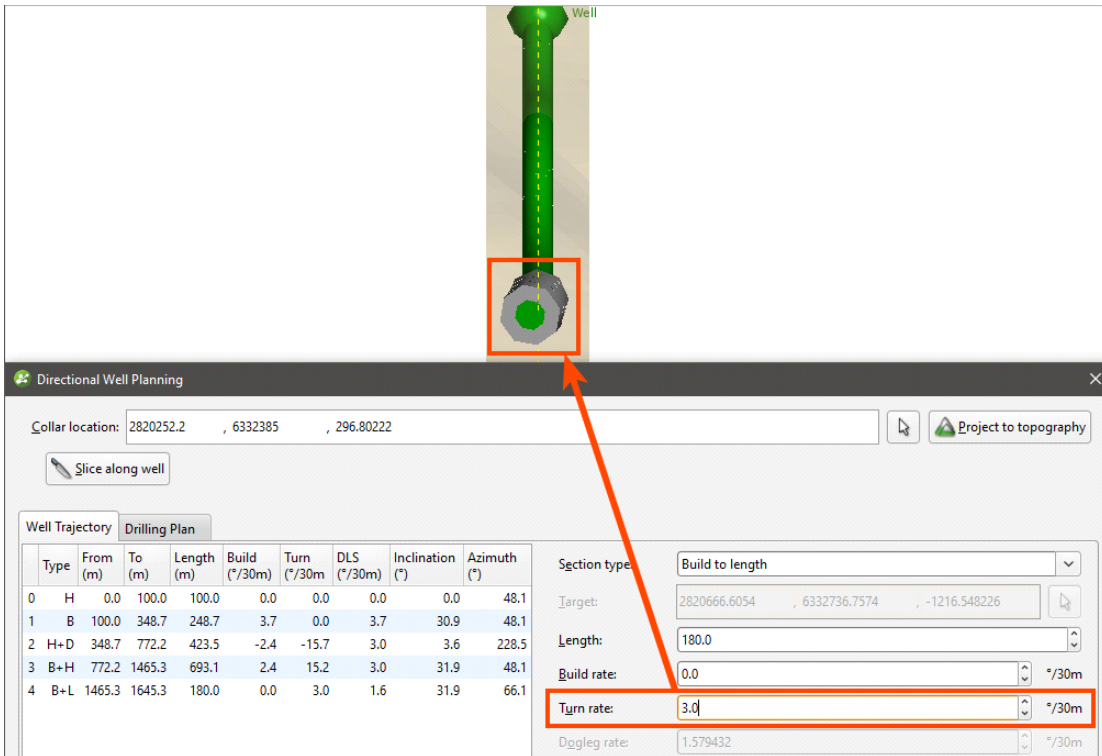 Well
Directional Well Planning
Collar location: 2820252.2 , 6332385 , 296.80222
Project to topography
Slice along well
Well Trajectory Drilling Plan
Type From (m) To (m) Length (m) Build (°/30m) Turn (°/30m DLS (°/30m) Inclination (°) Azimuth (°)
0 H 0.0 100.0 100.0 0.0 0.0 0.0 0.0 48.1
1 B 100.0 348.7 248.7 3.7 0.0 3.7 30.9 48.1
2 H+D 348.7 772.2 423.5 -2.4 -15.7 3.0 3.6 228.5
3 B+H 772.2 1465.3 693.1 2.4 15.2 3.0 31.9 48.1
4 B+L 1465.3 1645.3 180.0 0.0 3.0 1.6 31.9 66.1
Section type: Build to length
Target: 2820666.6054 , 6332736.7574 , -1216.548226
Length: 180.0
Build rate: 0.0 °/30m
Turn rate: 3.0 °/30m
Dogleg rate: 1.579432 °/30m